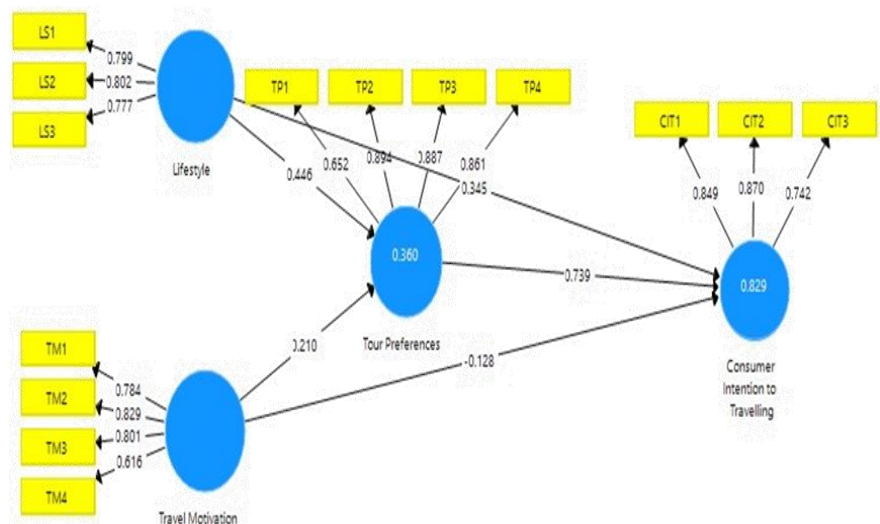 LS1
0.799
LS2
0.802
LS3
0.777
Lifestyle
TP1
TP2
TP3
TP4
0.652
0.894
0.887
0.861
0.446
0.345
CIT1
CIT2
CIT3
0.849
0.870
0.742
0.360
Tour Preferences
0.739
0.829
Consumer
Intention to
Travelling
0.210
-0.128
TM1
0.784
TM2
0.829
TM3
0.801
TM4
0.616
Travel Motivation